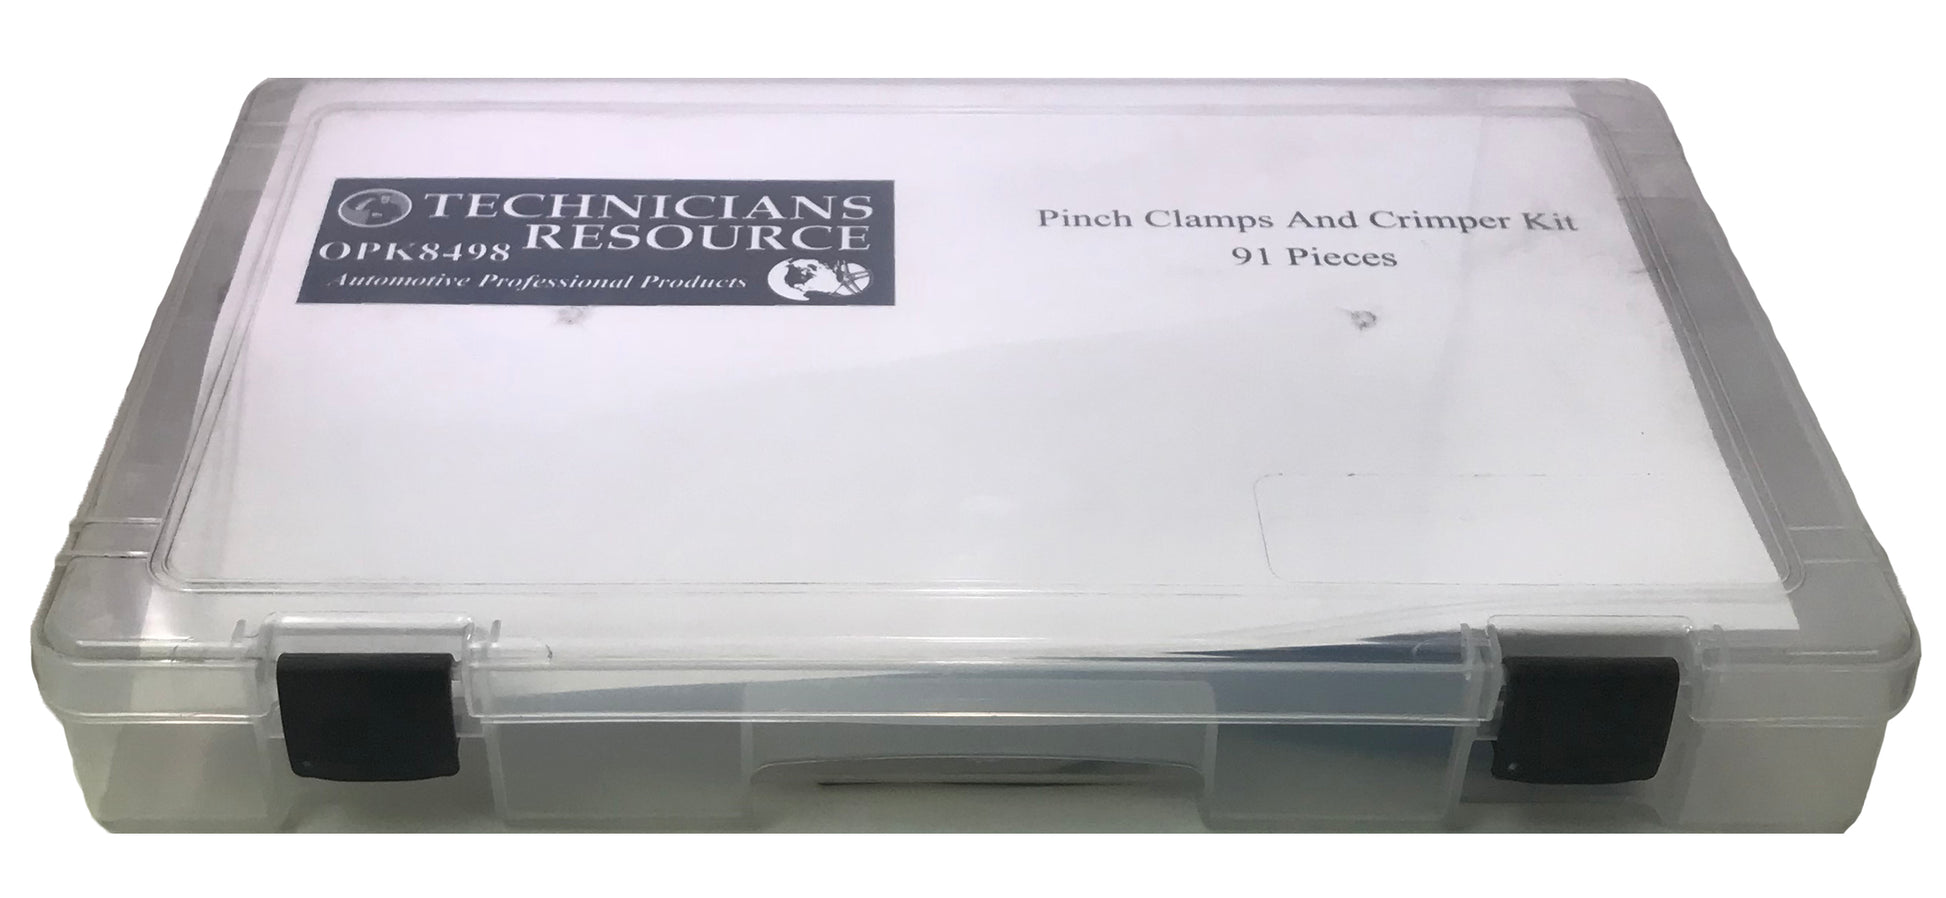 TECHNICIANS
RESOURCE
OPK8498
Automotive Professional Products
Pinch Clamps And Crimper Kit
91 Pieces